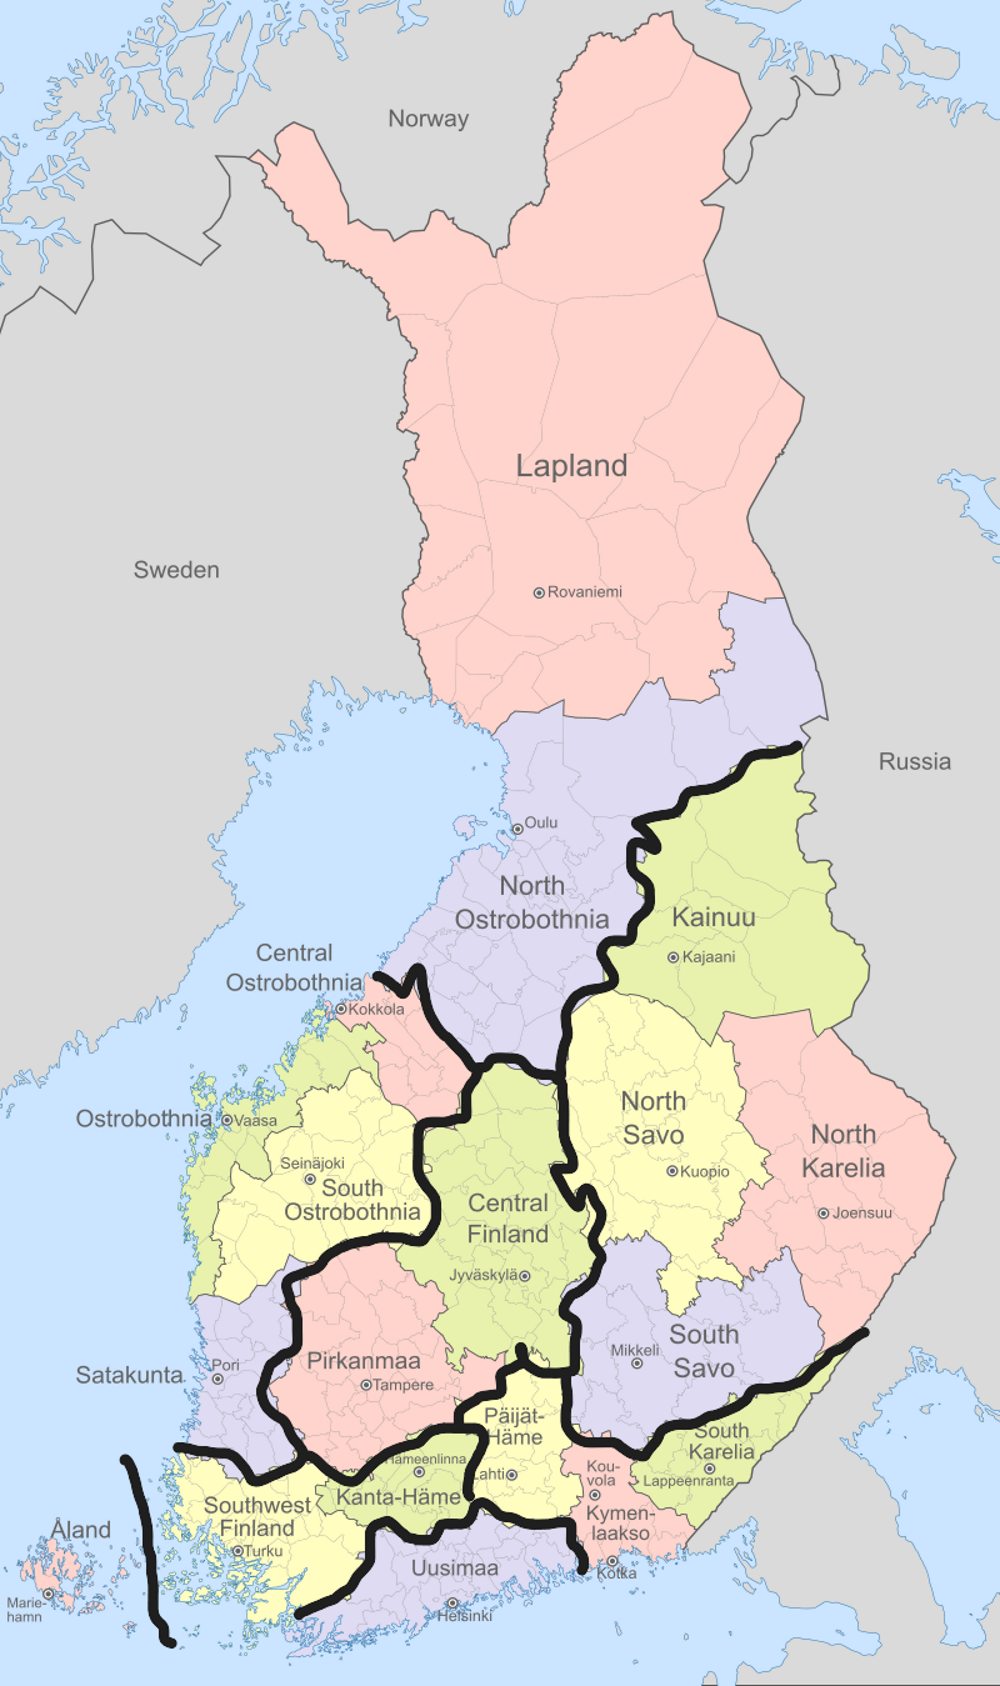 Norway
Lapland
Sweden
Rovaniemi
Russia
Oulu
North
Ostrobothnia
Kainuu
Kajaani
Central
Ostrobothnia
Kokkola
Ostrobothnia
Vaasa
North
Savo
Kuopio
North
Karelia
Joensuu
Seinäjoki
South
Ostrobothnia
Central
Finland
Jyväskylä
South
Savo
Mikkeli
Satakunta
Pori
Pirkanmaa
Tampere
Päijät-
Häme
Lahti
South
Karelia
Lappeenranta
Hämeenlinna
Kanta-Häme
Kou-
vola
Kymen-
laakso
Kotka
Southwest
Finland
Turku
Åland
Marie-
hamn
Uusimaa
Helsinki